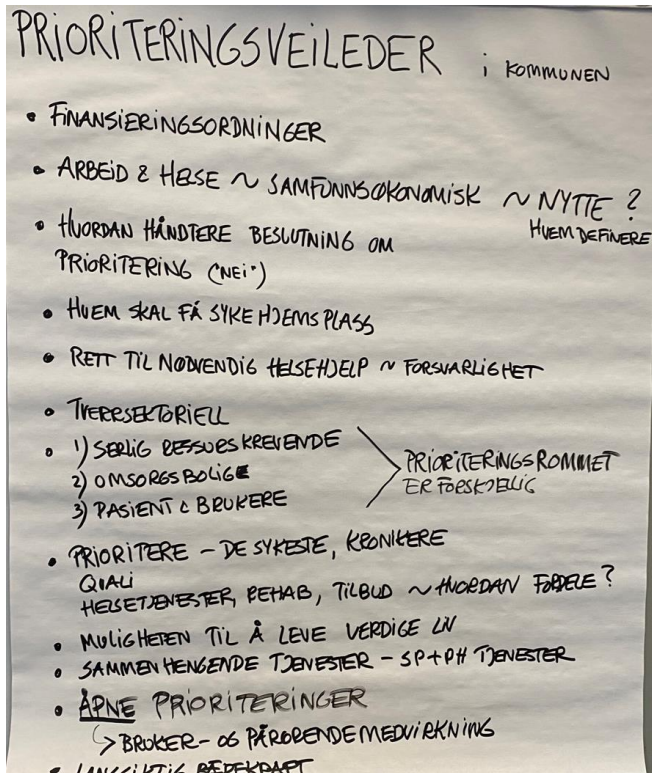 PRIORITERINGSVEILEDER i KOMMUNEN
• FINANSIERINGSORDNINGER
• ARBEID & HELSE ~ SAMFUNNSØKONOMISK ~ NYTTE ?
HVEM DEFINERE
• HVORDAN HÅNDTERE BESLUTNING OM
PRIORITERING ("NEI")
• HVEM SKAL FÅ SYKEHJEMSPLASS
• RETT TIL NØDVENDIG HELSEHJELP ~ FORSVARLIGHET
• TVERRSEKTORIELL
• 1) SÆRLIG RESSURSKREVENDE
2) OMSORGSBOLIGE
3) PASIENT & BRUKERE
PRIORITERINGSROMMET
ER FORSKJELLIG
• PRIORITERE - DE SYKESTE, KRONIKERE
QUALI
HELSETJENESTER, REHAB, TILBUD ~ HVORDAN FORDELE?
• MULIGHETEN TIL Å LEVE VERDIGE LIV
• SAMMENHENGENDE TJENESTER - SP+PH TJENESTER
• ÅPNE PRIORITERINGER
↳ BRUKER- OG PÅRØRENDEMEDVIRKNING
• LANGSIKTIG BÆREKRAFT